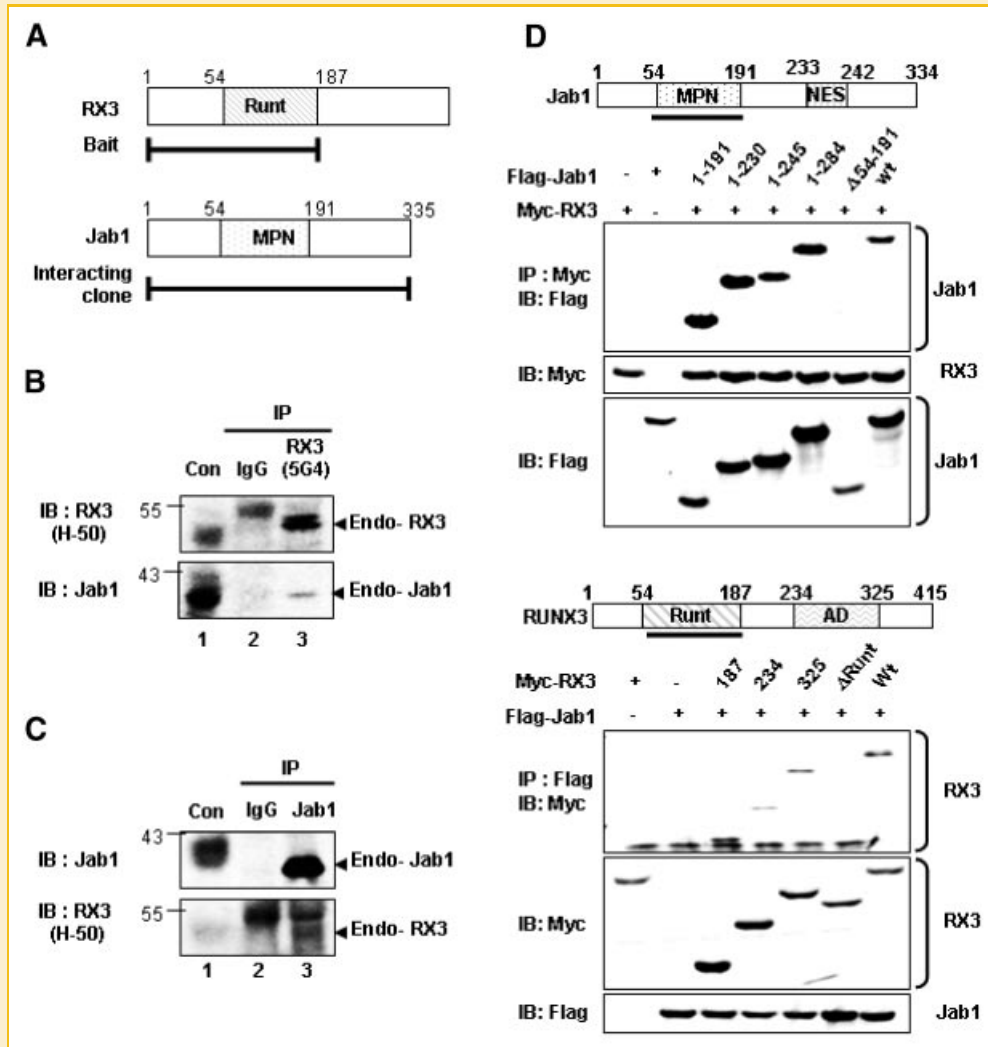 A
1 54 187
RX3 Runt
Bait
1 54 191 335
Jab1 MPN
Interacting
clone
B
IP
Con IgG RX3
(5G4)
IB : RX3
(H-50)
55
Endo- RX3
IB : Jab1
43
Endo- Jab1
1 2 3
C
IP
Con IgG Jab1
IB : Jab1
43
Endo- Jab1
IB : RX3
(H-50)
55
Endo- RX3
1 2 3
D
1 54 191 233 242 334
Jab1 MPN NES
Flag-Jab1 - + 1-191 1-230 1-245 1-284 Δ54-191 wt
Myc-RX3 + - + + + + + +
IP : Myc
IB: Flag
Jab1
IB: Myc RX3
IB: Flag Jab1
1 54 187 234 325 415
RUNX3 Runt AD
Myc-RX3 + - 187 234 325 ΔRunt Wt
Flag-Jab1 - + + + + + +
IP : Flag
IB: Myc
RX3
IB: Myc RX3
IB: Flag Jab1